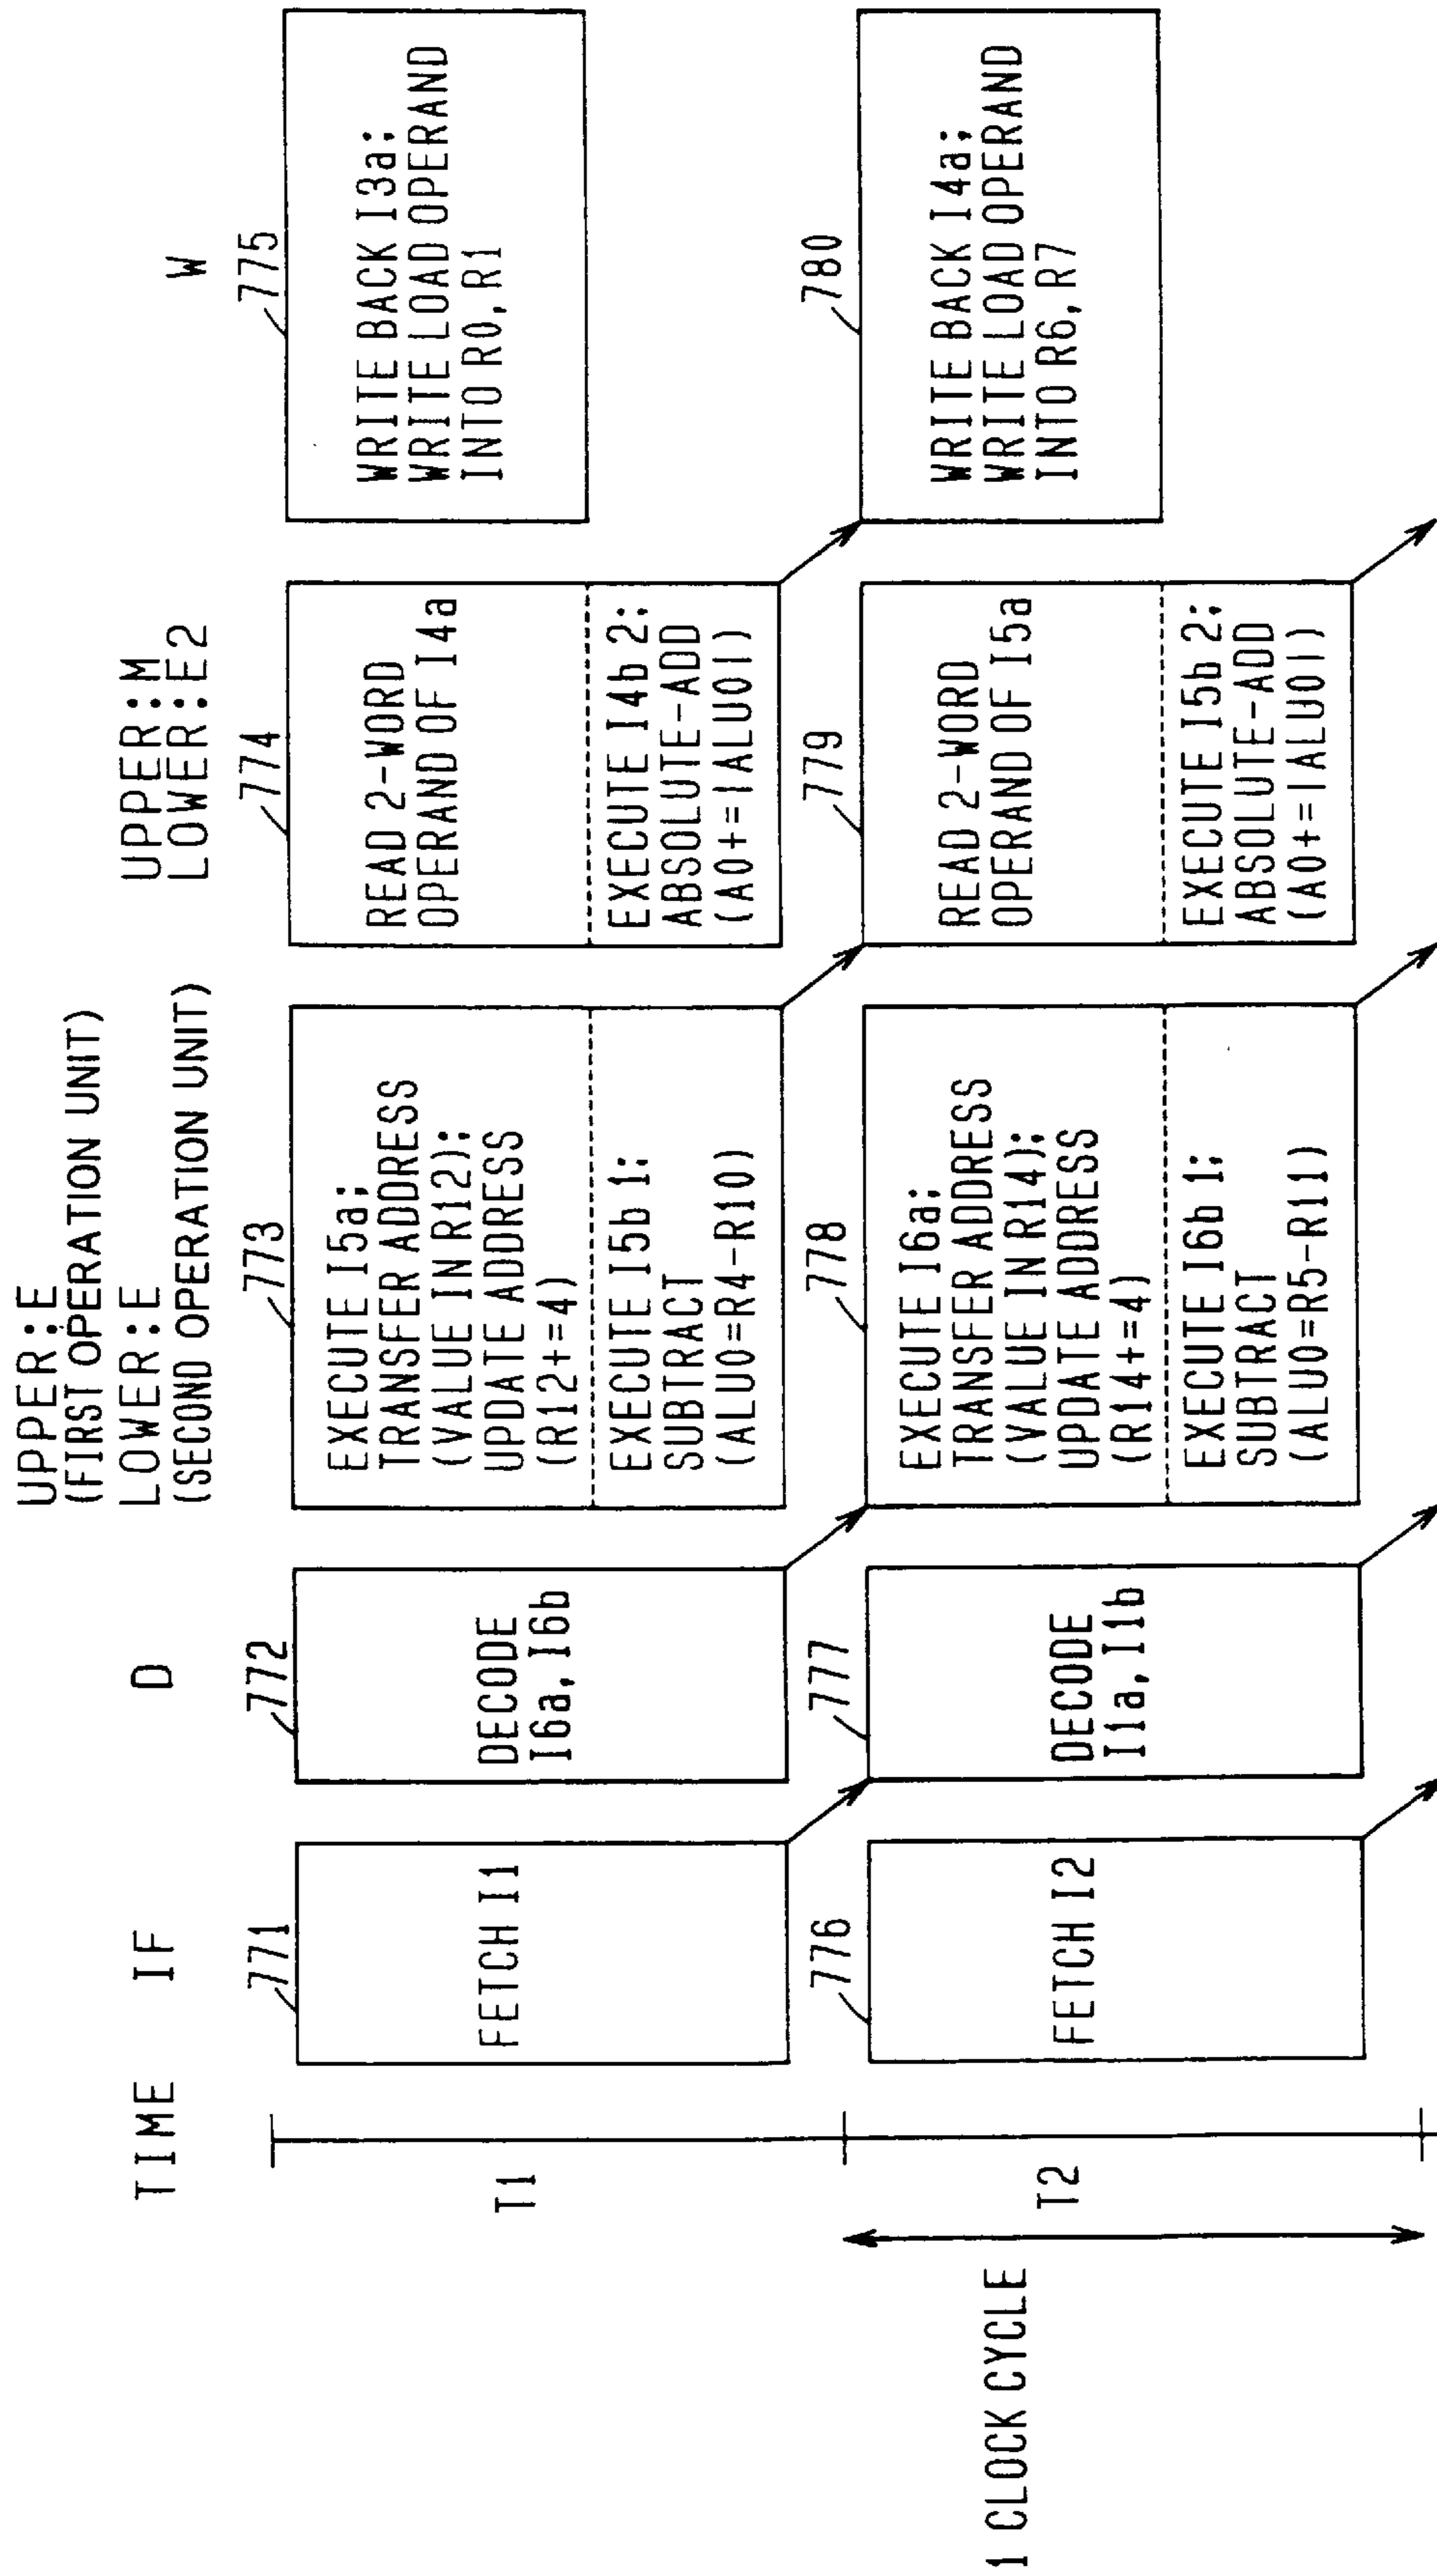 UPPER:E
(FIRST OPERATION UNIT)
LOWER:E
(SECOND OPERATION UNIT)
UPPER:M
LOWER:E2
TIME
IF
D
W
771
772
773
774
775
T1
FETCH I1
DECODE
I6a, I6b
EXECUTE I5a;
TRANSFER ADDRESS
(VALUE IN R12);
UPDATE ADDRESS
(R12+=4)
EXECUTE I5b 1;
SUBTRACT
(ALU0=R4-R10)
READ 2-WORD
OPERAND OF I4a
EXECUTE I4b 2;
ABSOLUTE-ADD
(A0+=|ALU0|)
WRITE BACK I3a;
WRITE LOAD OPERAND
INTO R0, R1
776
777
778
779
780
1 CLOCK CYCLE
T2
FETCH I2
DECODE
I1a, I1b
EXECUTE I6a;
TRANSFER ADDRESS
(VALUE IN R14);
UPDATE ADDRESS
(R14+=4)
EXECUTE I6b 1;
SUBTRACT
(ALU0=R5-R11)
READ 2-WORD
OPERAND OF I5a
EXECUTE I5b 2;
ABSOLUTE-ADD
(A0+=|ALU0|)
WRITE BACK I4a;
WRITE LOAD OPERAND
INTO R6, R7